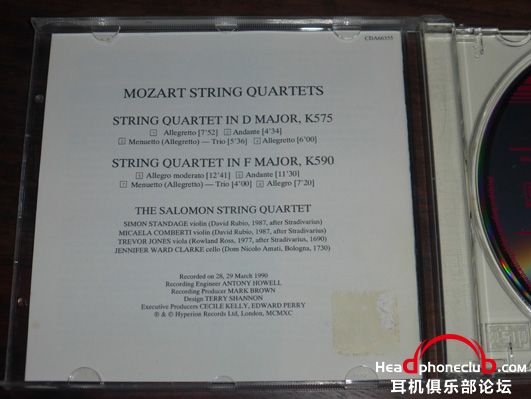 CDA66355
MOZART STRING QUARTETS
STRING QUARTET IN D MAJOR, K575
1 Allegretto [7'52] 2 Andante [4'34]
3 Menuetto (Allegretto) — Trio [5'36] 4 Allegretto [6'00]
STRING QUARTET IN F MAJOR, K590
5 Allegro moderato [12'41] 6 Andante [11'30]
7 Menuetto (Allegretto) — Trio [4'00] 8 Allegro [7'20]
THE SALOMON STRING QUARTET
SIMON STANDAGE violin (David Rubio, 1987, after Stradivarius)
MICAELA COMBERTI violin (David Rubio, 1987, after Stradivarius)
TREVOR JONES viola (Rowland Ross, 1977, after Stradivarius, 1690)
JENNIFER WARD CLARKE cello (Dom Nicolo Amati, Bologna, 1730)
Recorded on 28, 29 March 1990
Recording Engineer ANTONY HOWELL
Recording Producer MARK BROWN
Design TERRY SHANNON
Executive Producers CECILE KELLY, EDWARD PERRY
℗ & © Hyperion Records Ltd, London, MCMXC
Headphoneclub.com
耳机俱乐部论坛